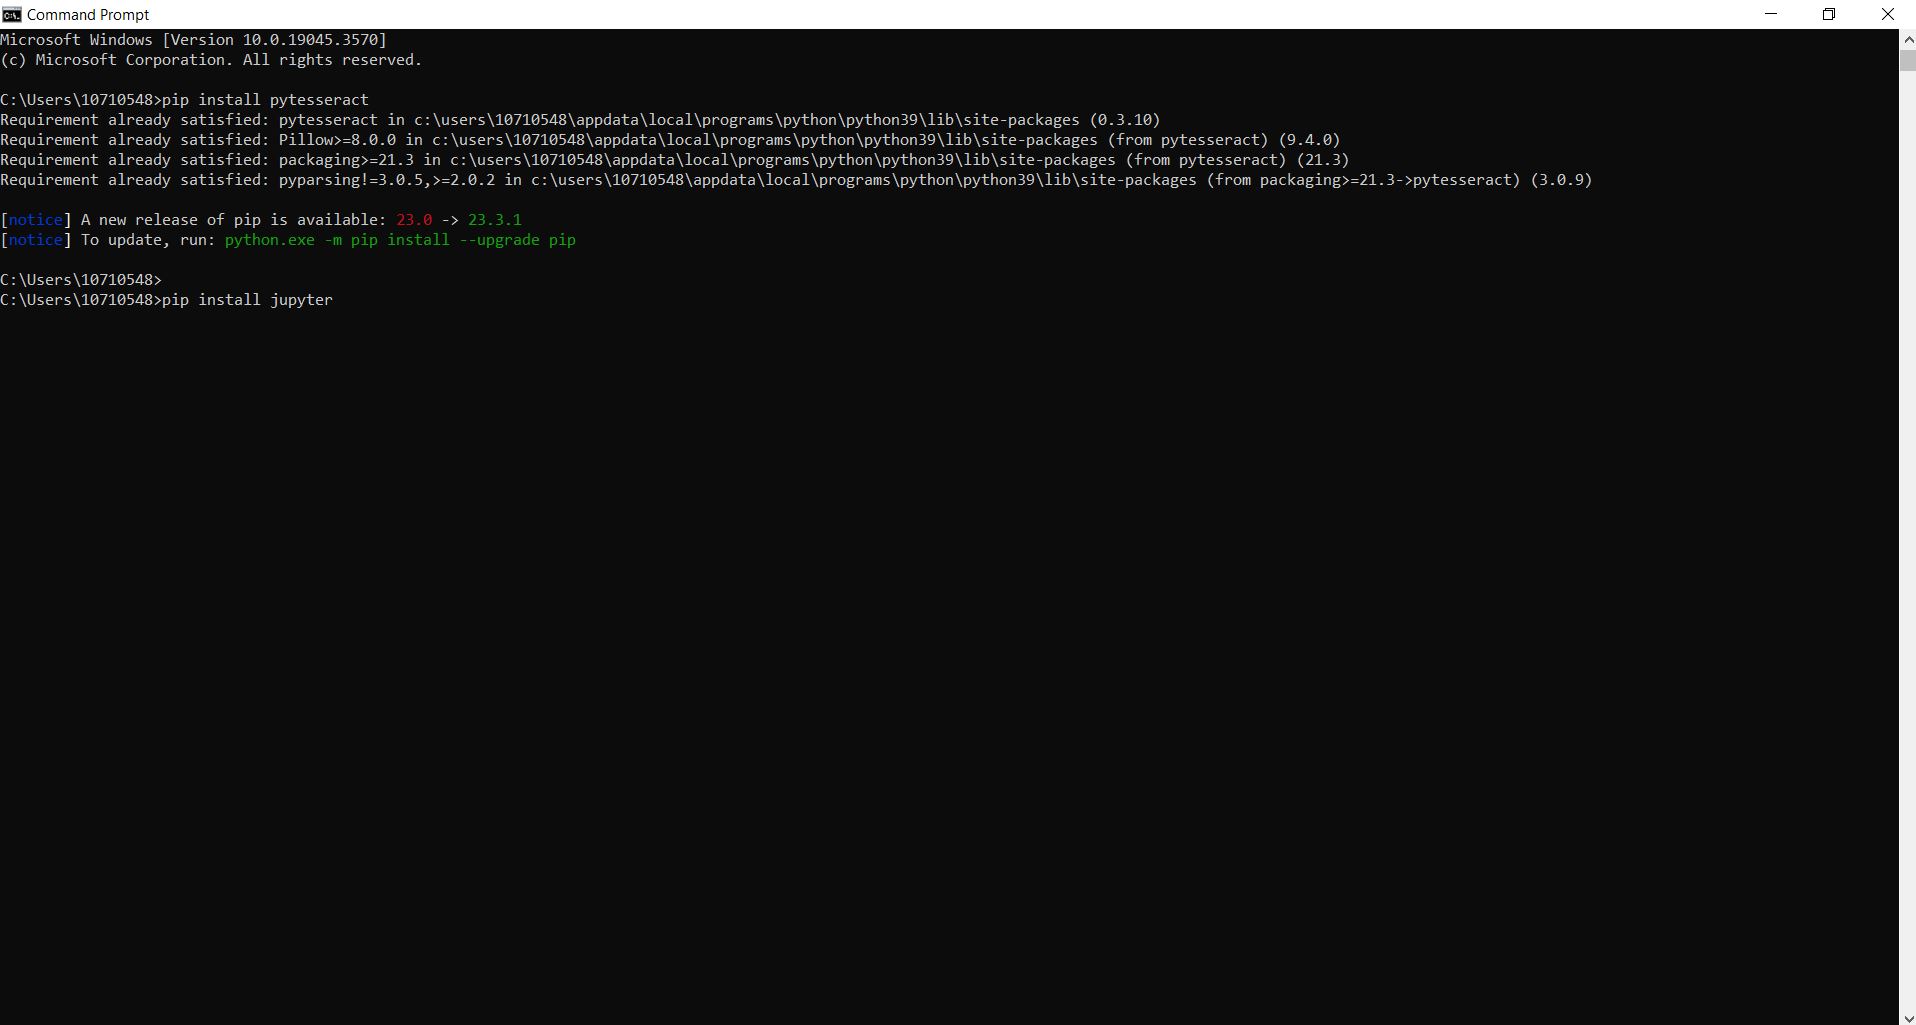 Command Prompt
Microsoft Windows [Version 10.0.19045.3570]
(c) Microsoft Corporation. All rights reserved.
C:\Users\10710548>pip install pytesseract
Requirement already satisfied: pytesseract in c:\users\10710548\appdata\local\programs\python\python39\lib\site-packages (0.3.10)
Requirement already satisfied: Pillow>=8.0.0 in c:\users\10710548\appdata\local\programs\python\python39\lib\site-packages (from pytesseract) (9.4.0)
Requirement already satisfied: packaging>=21.3 in c:\users\10710548\appdata\local\programs\python\python39\lib\site-packages (from pytesseract) (21.3)
Requirement already satisfied: pyparsing!=3.0.5,>=2.0.2 in c:\users\10710548\appdata\local\programs\python\python39\lib\site-packages (from packaging>=21.3->pytesseract) (3.0.9)
[notice] A new release of pip is available: 23.0 -> 23.3.1
[notice] To update, run: python.exe -m pip install --upgrade pip
C:\Users\10710548>
C:\Users\10710548>pip install jupyter